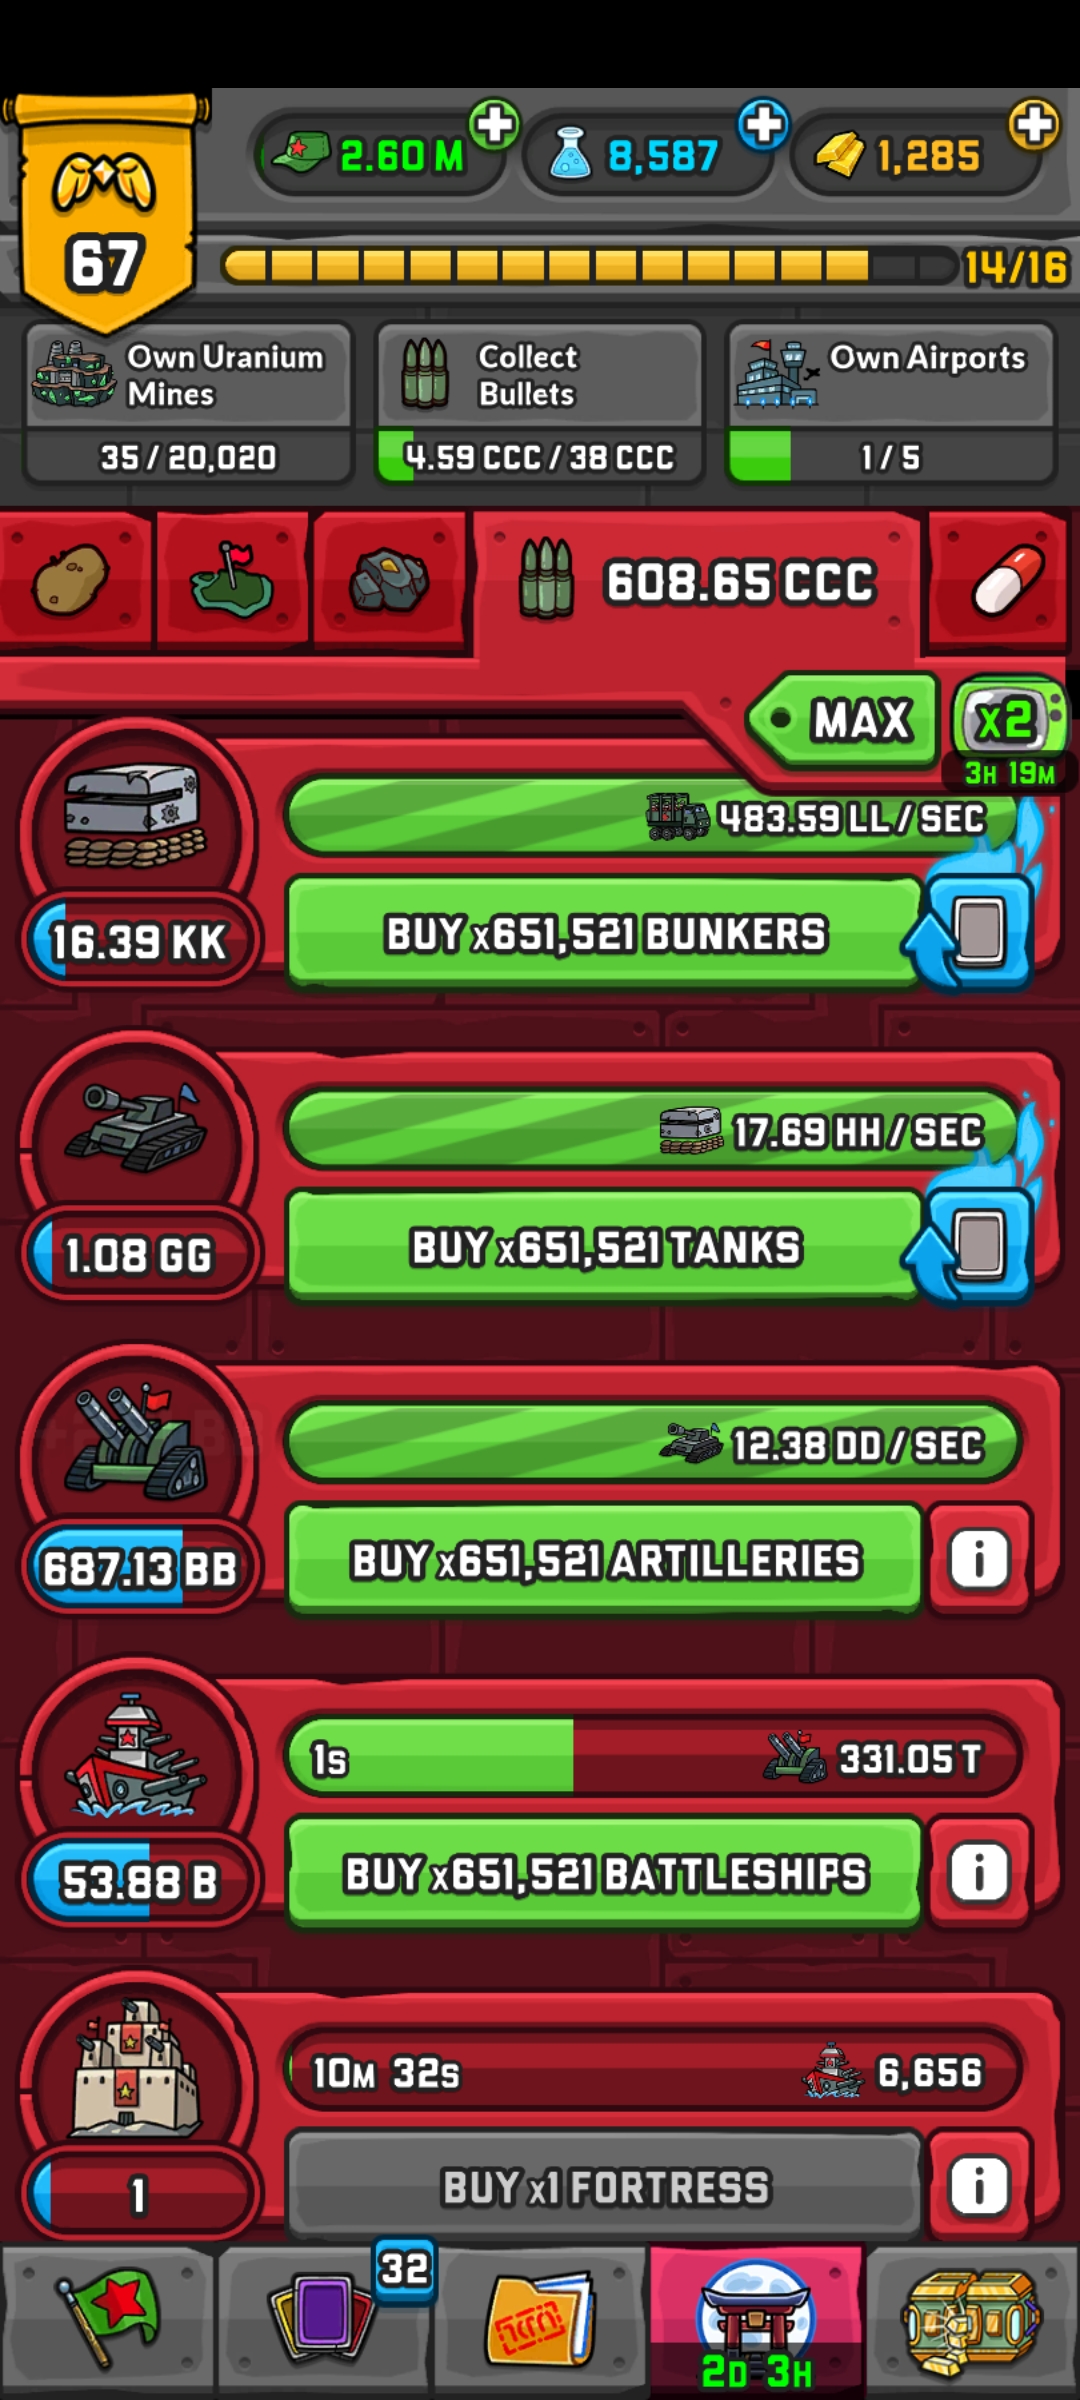 67
2.60 M
8,587
1,285
14/16
Own Uranium
Mines
35 / 20,020
Collect
Bullets
4.59 CCC / 38 CCC
Own Airports
1 / 5
608.65 CCC
MAX
x2
3H 19M
483.59 LL / SEC
16.39 KK
BUY x651,521 BUNKERS
17.69 HH / SEC
1.08 GG
BUY x651,521 TANKS
12.38 DD / SEC
687.13 BB
BUY x651,521 ARTILLERIES
i
1S
331.05 T
53.88 B
BUY x651,521 BATTLESHIPS
i
10M 32S
6,656
1
BUY x1 FORTRESS
i
32
2D 3H